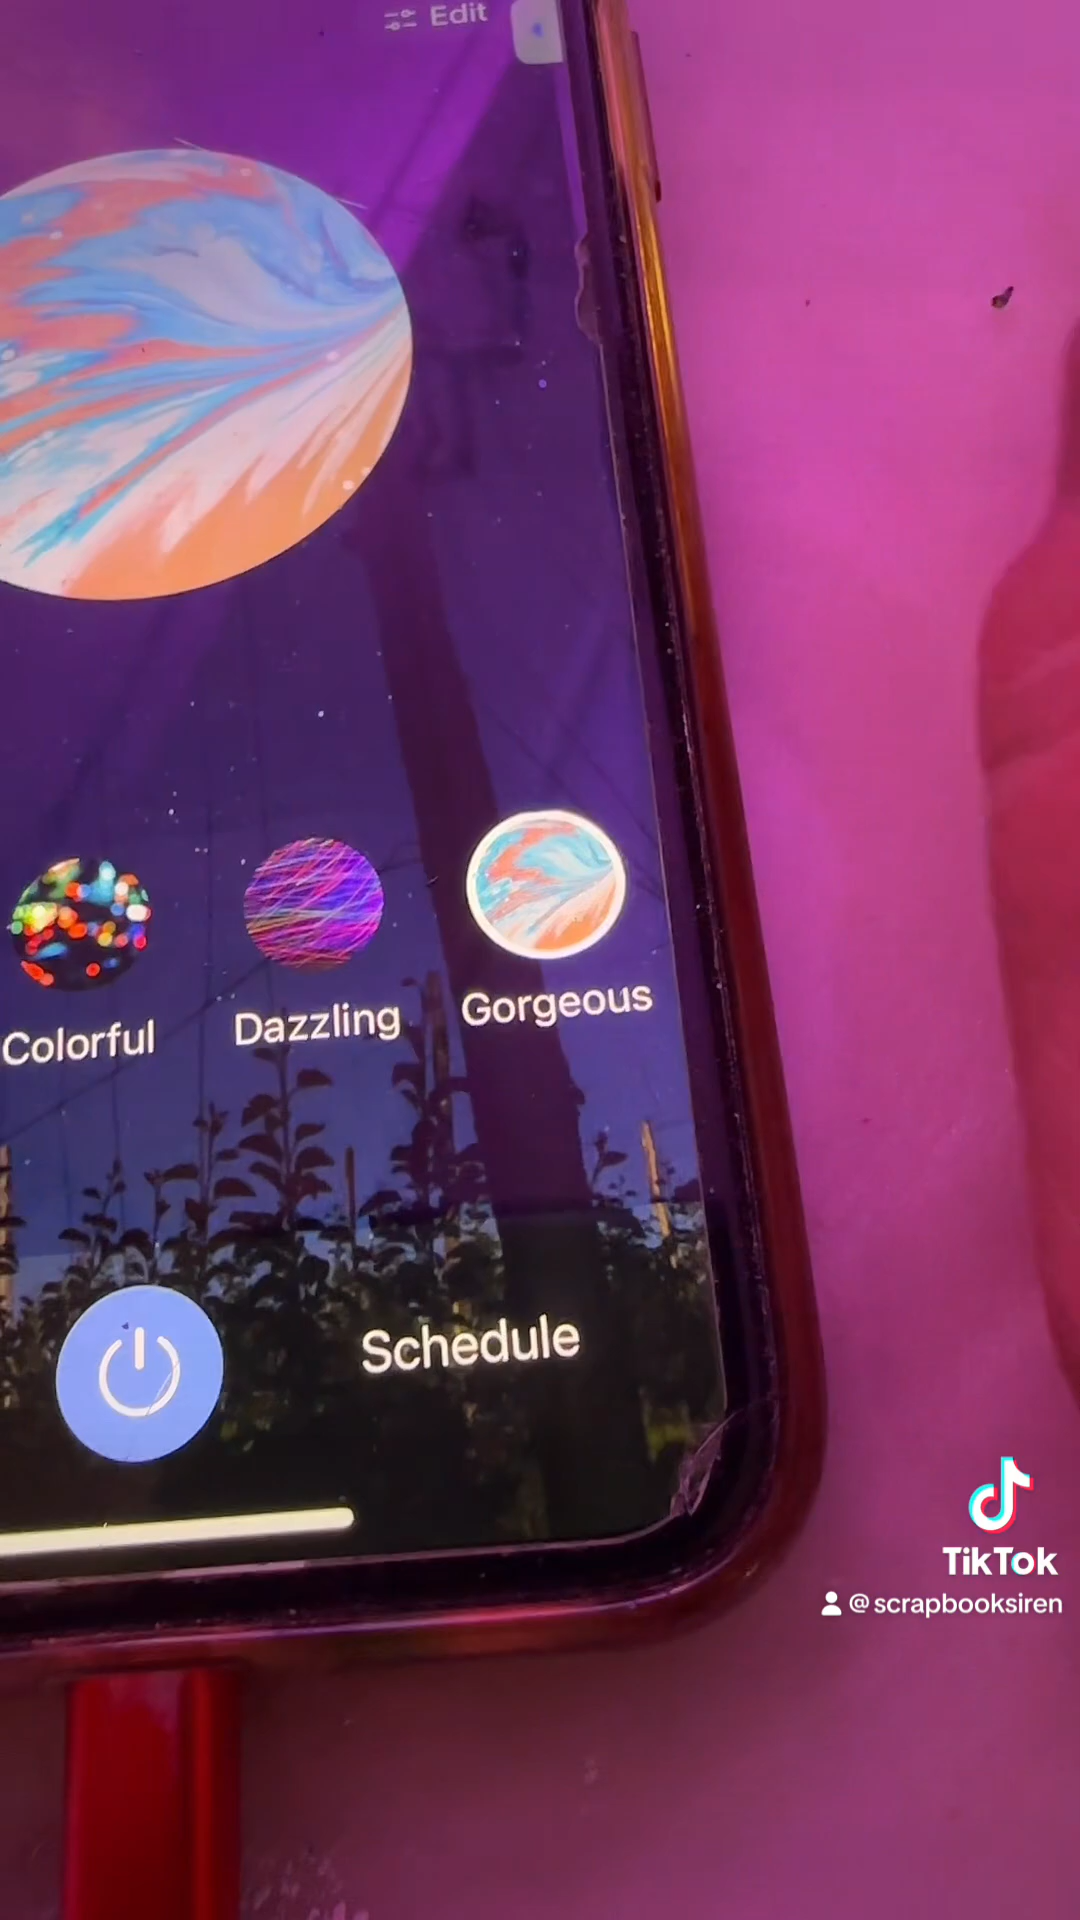 Edit
Colorful
Dazzling
Gorgeous
Schedule
TikTok
@scrapbooksiren